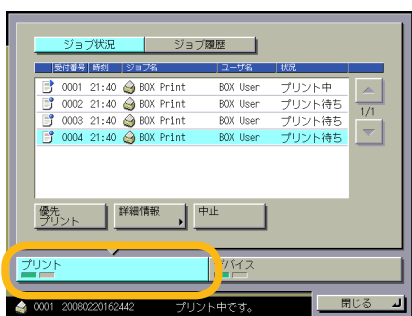 ジョブ状況 ジョブ履歴
受付番号 時刻 ジョブ名 ユーザ名 状況
0001 21:40 BOX Print BOX User プリント中
0002 21:40 BOX Print BOX User プリント待ち
0003 21:40 BOX Print BOX User プリント待ち
0004 21:40 BOX Print BOX User プリント待ち
1/1
優先
プリント
詳細情報
中止
プリント
デバイス
0001 20080220162442 プリント中です。
閉じる